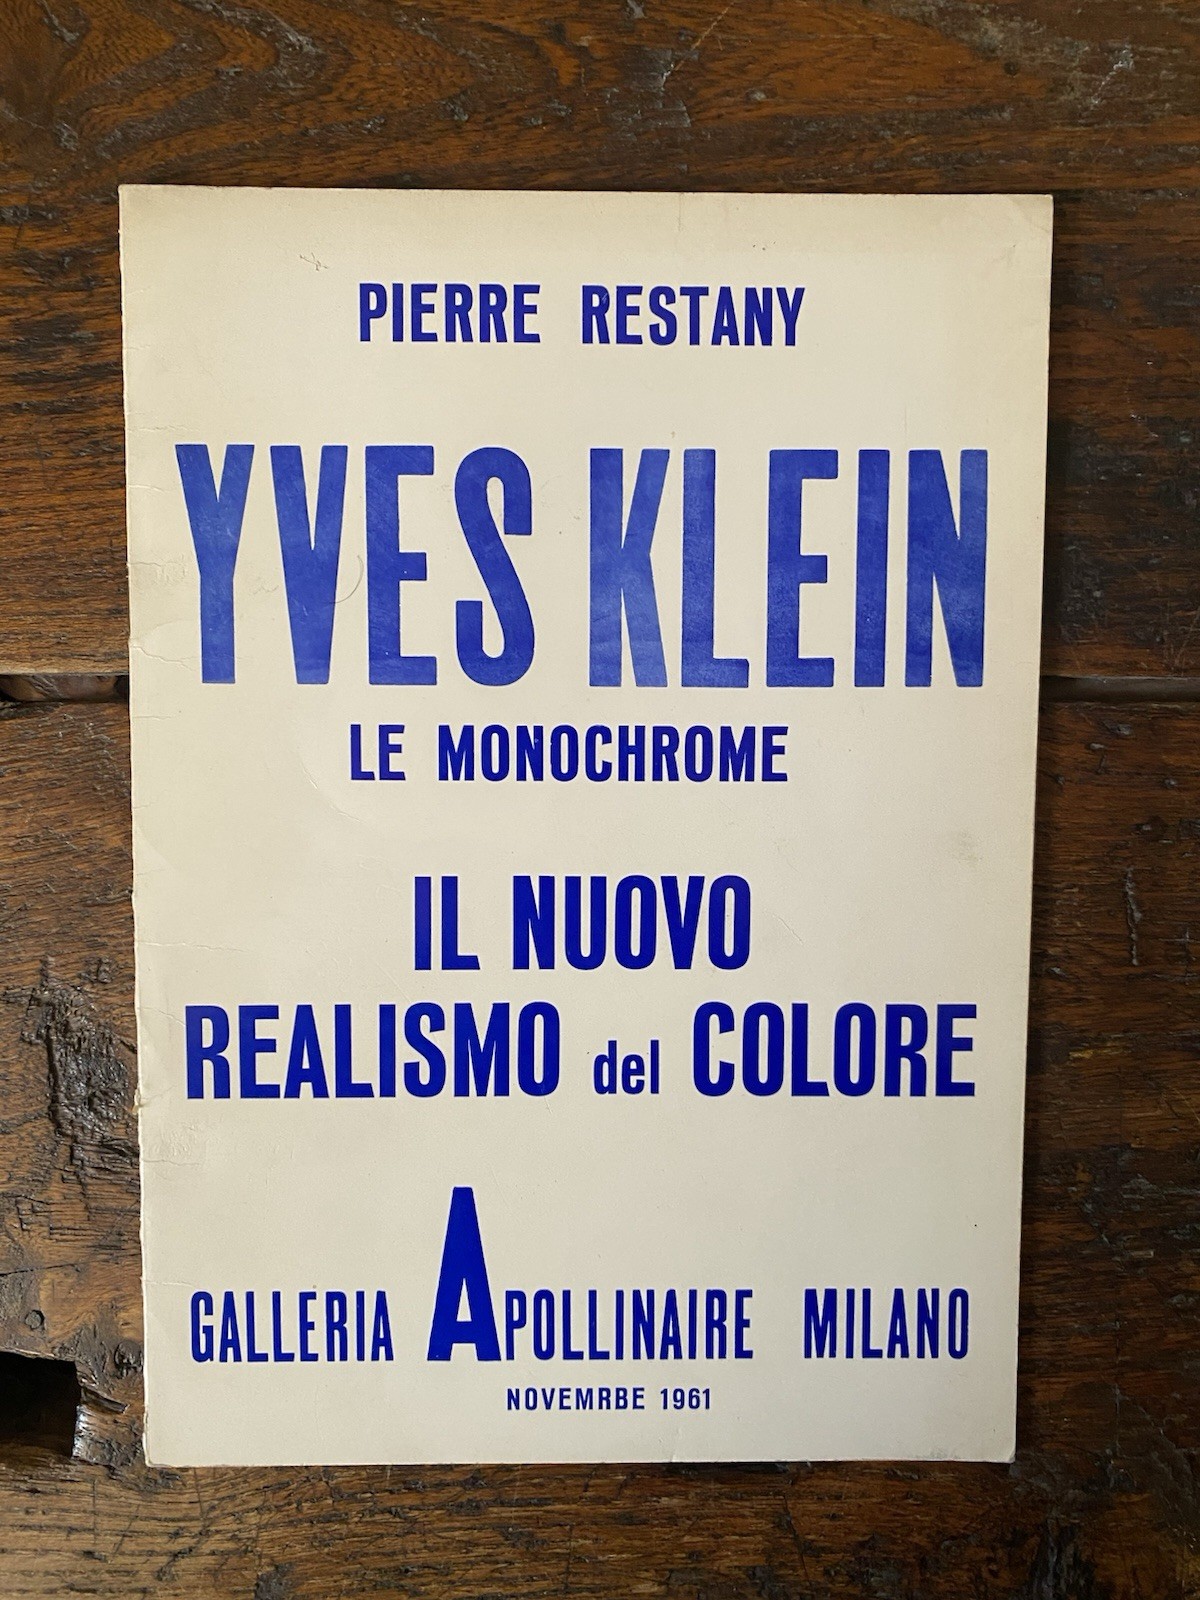 PIERRE RESTANY
YVES KLEIN
LE MONOCHROME
IL NUOVO
REALISMO del COLORE
GALLERIA APOLLINAIRE MILANO
NOVEMRBE 1961